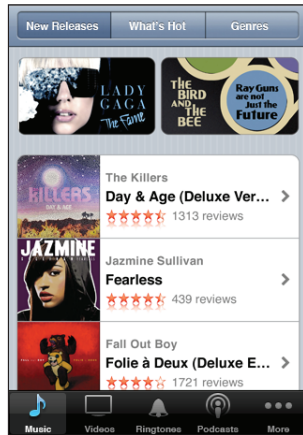 New Releases What's Hot Genres
LADY
GAGA
The Fame
THE
BIRD
AND
THE
BEE
Ray Guns
are not
Just the
Future
The Killers
KILLERS
DAY & AGE
Day & Age (Deluxe Ver...
1313 reviews
JAZMINE
Jazmine Sullivan
Fearless
439 reviews
Fall Out Boy
Folie à Deux (Deluxe E...
1721 reviews
Music Videos Ringtones Podcasts More